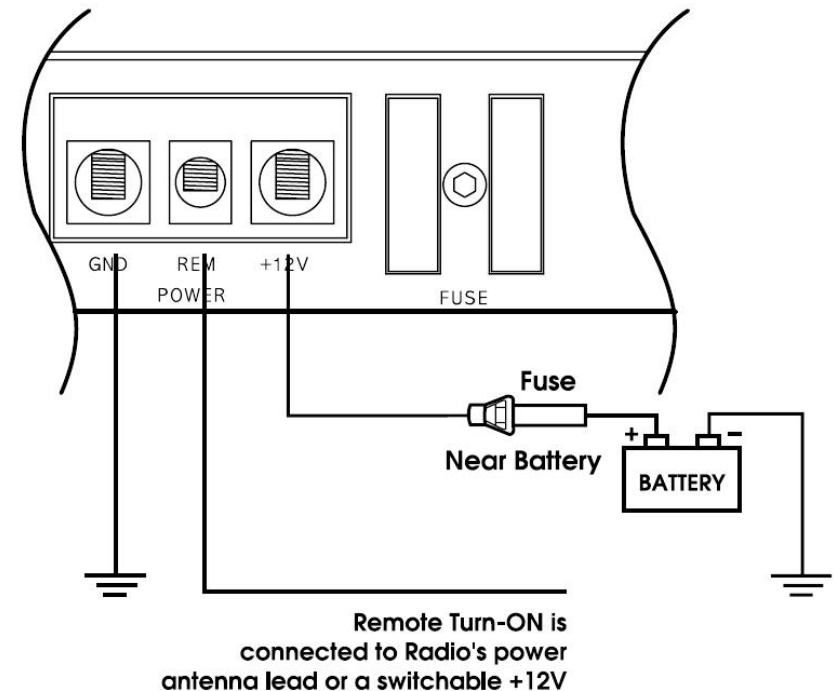 GND REM +12V
POWER
FUSE
Fuse
Near Battery
+ -
BATTERY
Remote Turn-ON is
connected to Radio's power
antenna lead or a switchable +12V